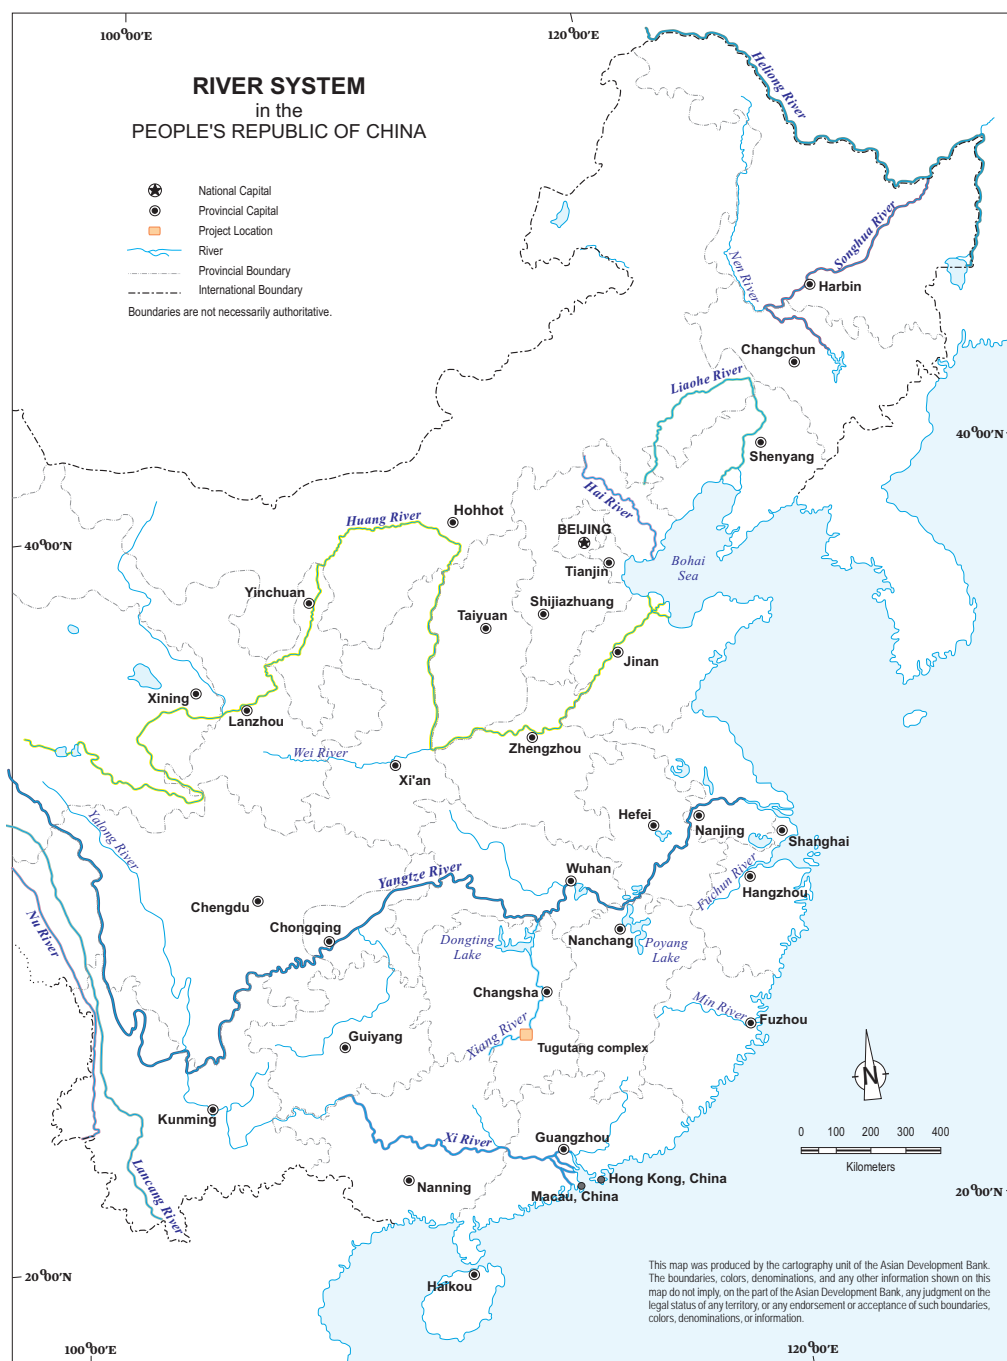 100°00'E
120°00'E
RIVER SYSTEM
in the
PEOPLE'S REPUBLIC OF CHINA
National Capital
Provincial Capital
Project Location
River
Provincial Boundary
International Boundary
Boundaries are not necessarily authoritative.
Heliong River
Songhua River
Nen River
Harbin
Changchun
Liaohe River
40°00'N
Shenyang
Hai River
Hohhot
Huang River
BEIJING
40°00'N
Bohai
Sea
Tianjin
Yinchuan
Shijiazhuang
Taiyuan
Jinan
Xining
Lanzhou
Zhengzhou
Wei River
Xi'an
Yalong River
Hefei
Nanjing
Shanghai
Yangtze River
Wuhan
Fuchun River
Hangzhou
Chengdu
Nu River
Chongqing
Dongting
Lake
Nanchang
Poyang
Lake
Changsha
Min River
Fuzhou
Xiang River
Guiyang
Tugutang complex
N
Kunming
Xi River
Guangzhou
0 100 200 300 400
Kilometers
Lancang River
Nanning
Hong Kong, China
Macau, China
20°00'N
20°00'N
Haikou
This map was produced by the cartography unit of the Asian Development Bank.
The boundaries, colors, denominations, and any other information shown on this
map do not imply, on the part of the Asian Development Bank, any judgment on the
legal status of any territory, or any endorsement or acceptance of such boundaries,
colors, denominations, or information.
100°00'E
120°00'E